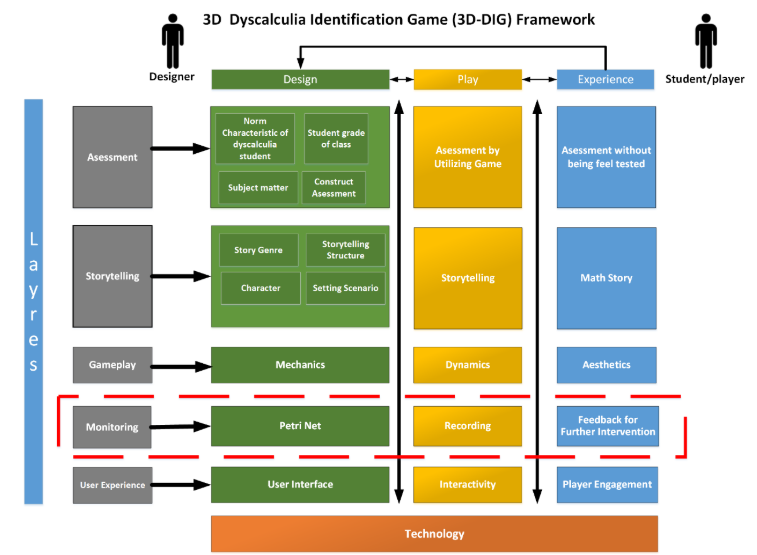 3D Dyscalculia Identification Game (3D-DIG) Framework
Designer
Student/player
Design
Play
Experience
Layres
Asessment
Norm
Characteristic of
dyscalculia
student
Student grade
of class
Subject matter
Construct
Asessment
Asessment by
Utilizing Game
Asessment without
being feel tested
Storytelling
Story Genre
Storytelling
Structure
Character
Setting Scenario
Storytelling
Math Story
Gameplay
Mechanics
Dynamics
Aesthetics
Monitoring
Petri Net
Recording
Feedback for
Further Intervention
User Experience
User Interface
Interactivity
Player Engagement
Technology